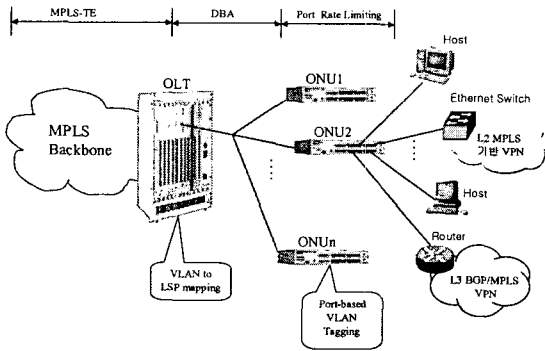 MPLS-TE
DBA
Port Rate Limiting
Host
OLT
ONU1
Ethernet Switch
MPLS
Backbone
ONU2
L2 MPLS
기반 VPN
Host
ONUn
Router
VLAN to
LSP mapping
Port-based
VLAN
Tagging
L3 BGP/MPLS
VPN